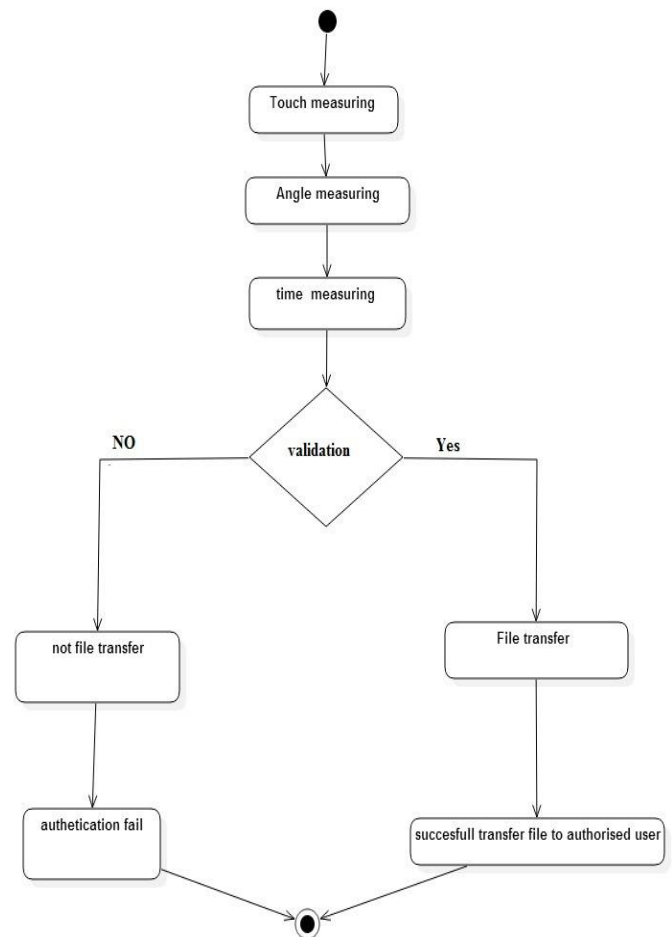 Touch measuring
Angle measuring
time  measuring
validation
NO
Yes
not file transfer
File transfer
authetication fail
succesfull transfer file to authorised user